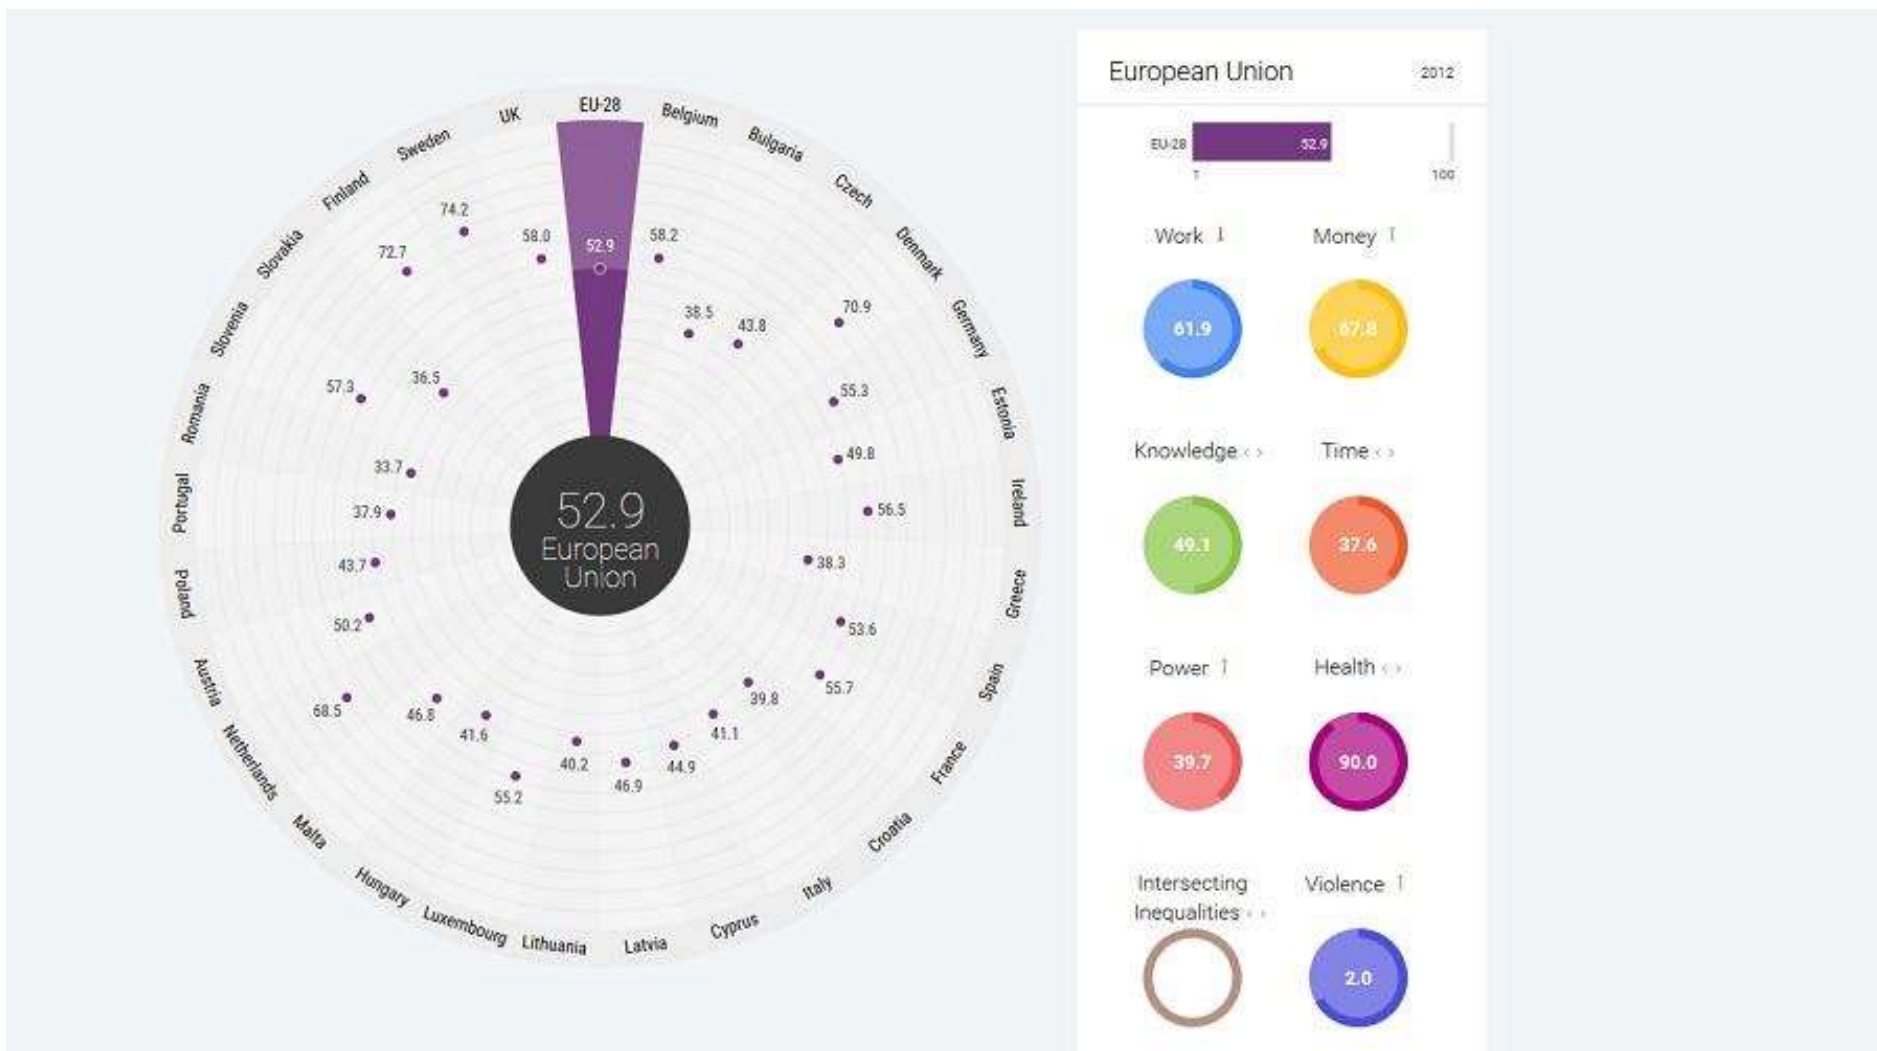 EU-28
Belgium
Bulgaria
Czech
Denmark
Germany
Estonia
Ireland
Greece
Spain
France
Croatia
Italy
Cyprus
Latvia
Lithuania
Luxembourg
Hungary
Malta
Netherlands
Austria
Poland
Portugal
Romania
Slovenia
Slovakia
Finland
Sweden
UK
52.9
58.2
38.5
43.8
70.9
55.3
49.8
56.5
38.3
53.6
55.7
39.8
41.1
44.9
46.9
40.2
55.2
41.6
46.8
68.5
50.2
43.7
37.9
33.7
57.3
36.5
72.7
74.2
58.0
52.9
European
Union
European Union 2012
EU-28 52.9
1 100
Work Money
61.9 67.8
Knowledge Time
49.1 37.6
Power Health
39.7 90.0
Intersecting Violence
Inequalities
2.0